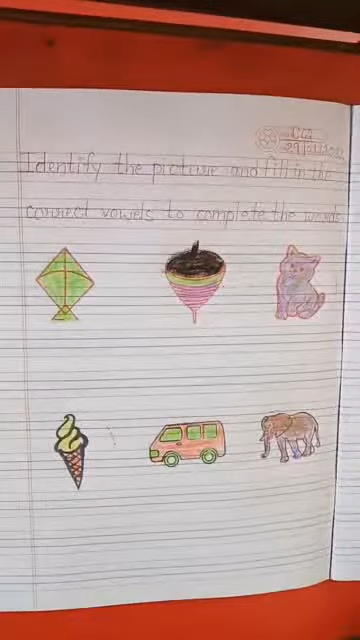 C.W
Identify the picture and fill in the
correct vowels to complete the words